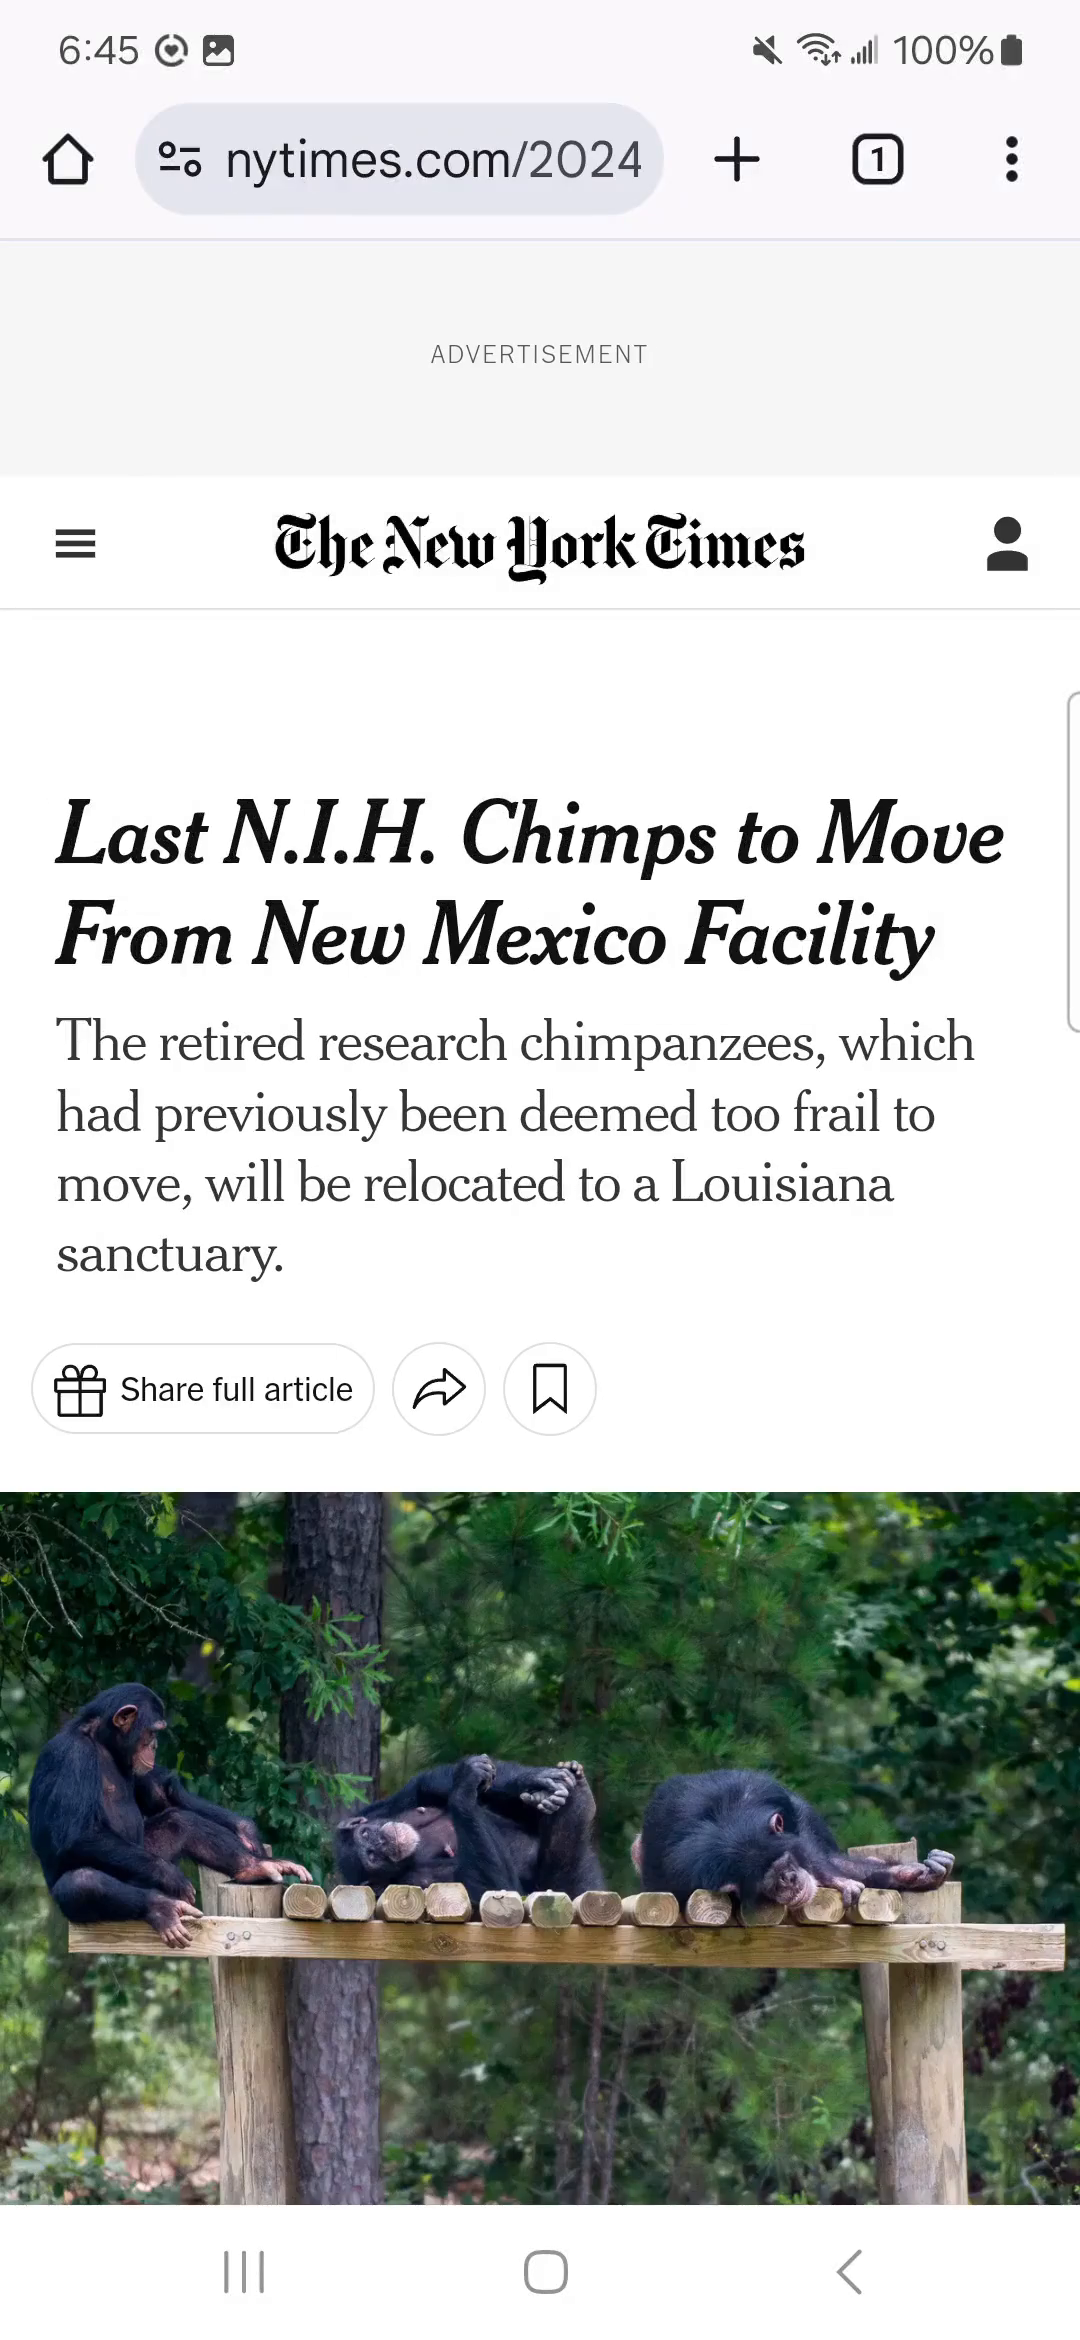 6:45
100%
nytimes.com/2024
1
ADVERTISEMENT
The New York Times
Last N.I.H. Chimps to Move
From New Mexico Facility
The retired research chimpanzees, which
had previously been deemed too frail to
move, will be relocated to a Louisiana
sanctuary.
Share full article